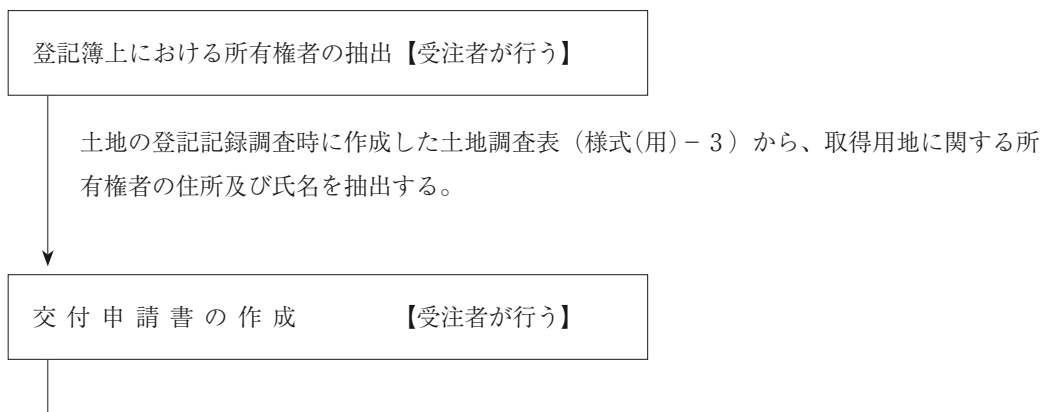 登記簿上における所有権者の抽出【受注者が行う】
土地の登記記録調査時に作成した土地調査表（様式(用)−３）から、取得用地に関する所
有権者の住所及び氏名を抽出する。
交付申請書の作成　　　【受注者が行う】